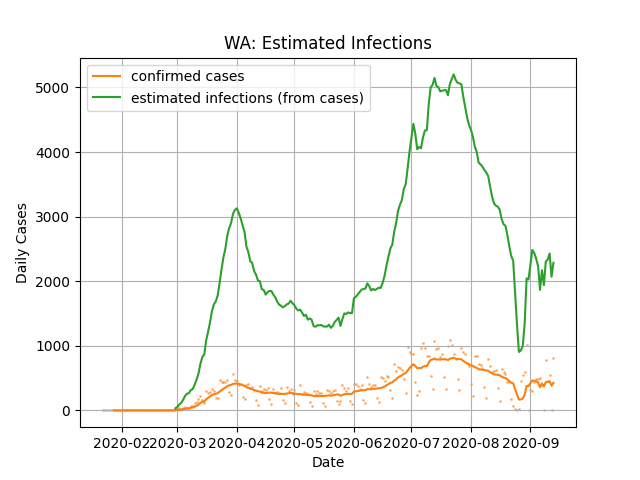 WA: Estimated Infections
confirmed cases
estimated infections (from cases)
Daily Cases
5000
4000
3000
2000
1000
0
2020-02 2020-03 2020-04 2020-05 2020-06 2020-07 2020-08 2020-09
Date